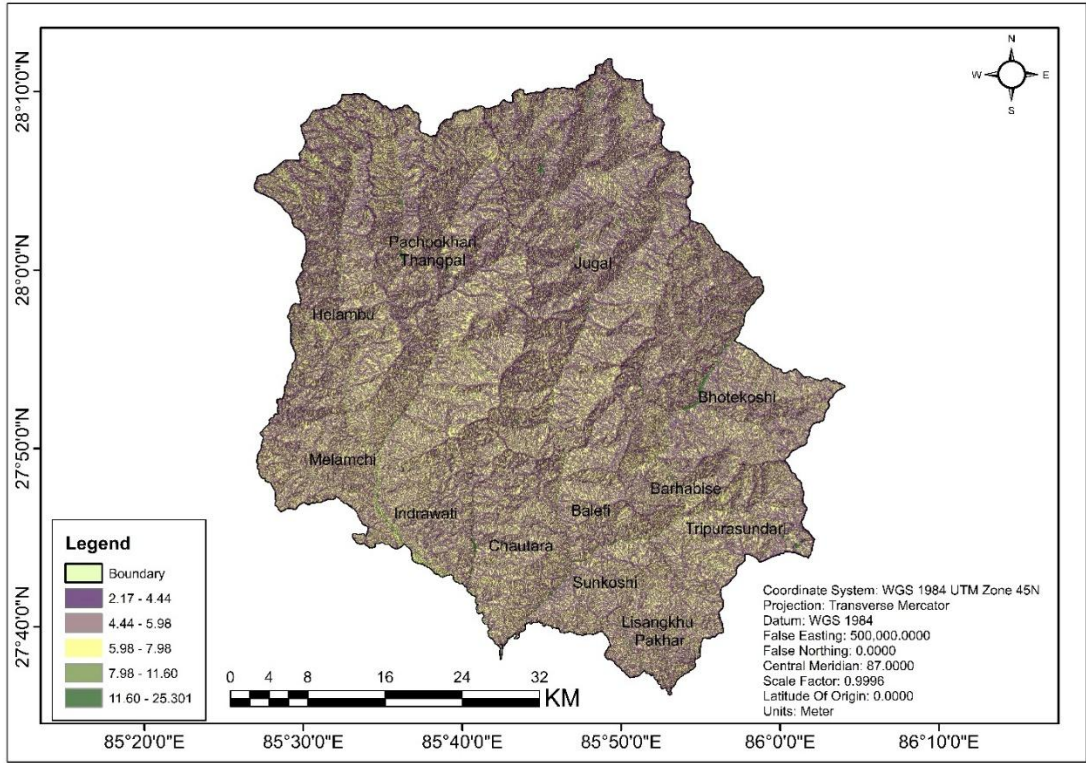 N
W E
S
28°10'0"N
28°0'0"N
27°50'0"N
27°40'0"N
Pachpokhari
Thangpal
Jugal
Helambu
Bhotekoshi
Melamchi
Barhabise
Indrawati
Balefi
Tripurasundari
Chautara
Sunkoshi
Lisangkhu
Pakhar
Legend
Boundary
2.17 - 4.44
4.44 - 5.98
5.98 - 7.98
7.98 - 11.60
11.60 - 25.301
0 2 4 6 8 16 24 32
KM
Coordinate System: WGS 1984 UTM Zone 45N
Projection: Transverse Mercator
Datum: WGS 1984
False Easting: 500,000.0000
False Northing: 0.0000
Central Meridian: 87.0000
Scale Factor: 0.9996
Latitude Of Origin: 0.0000
Units: Meter
85°20'0"E 85°30'0"E 85°40'0"E 85°50'0"E 86°0'0"E 86°10'0"E